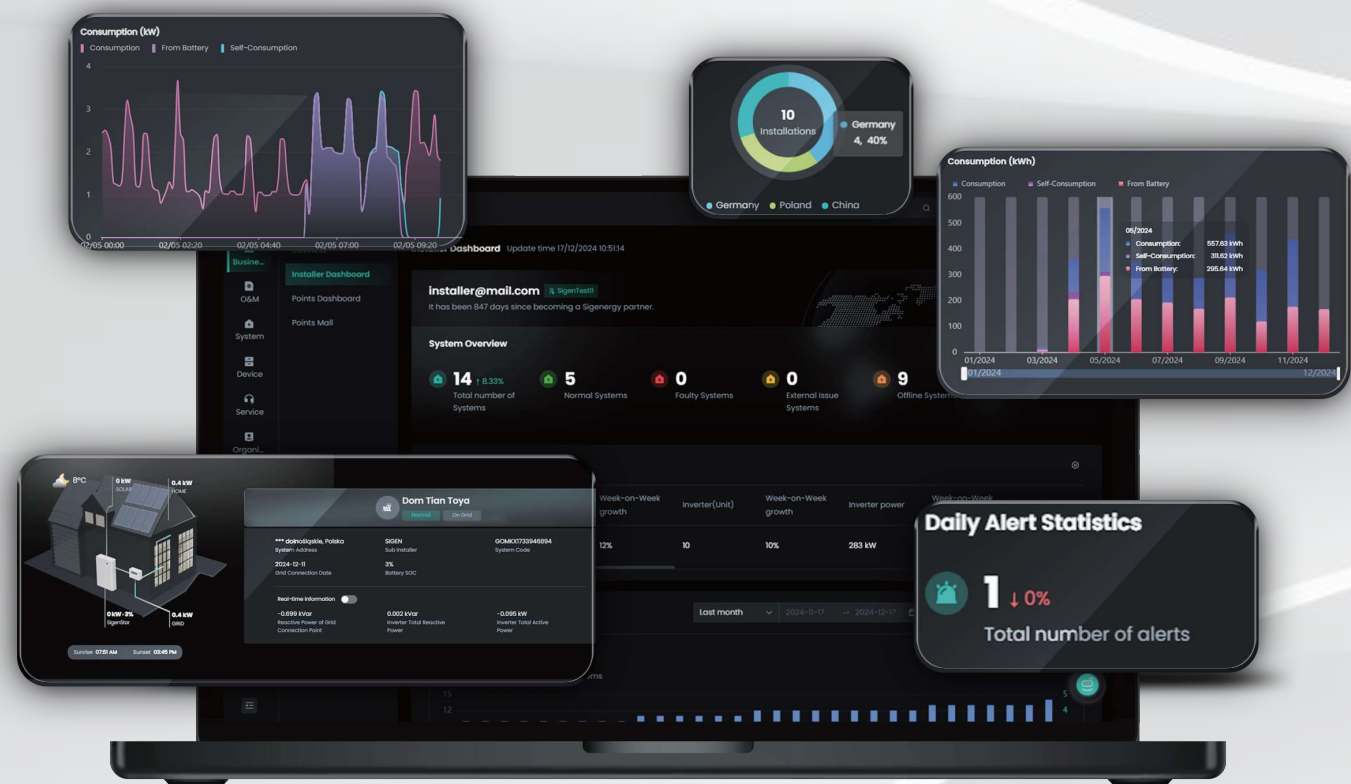 Consumption (kW)
Consumption From Battery Self-Consumption
4
3
2
1
0
02/05 00:00 02/05 02:20 02/05 04:40 02/05 07:00 02/05 09:20
10
Installations
Germany
4, 40%
Germany Poland China
Consumption (kWh)
Consumption Self-Consumption From Battery
600
500
400
300
200
100
0
05/2024
Consumption: 557.63 kWh
Self-Consumption: 311.62 kWh
From Battery: 295.64 kWh
01/2024 03/2024 05/2024 07/2024 09/2024 11/2024
01/2024 12/2024
Dashboard Update time 17/12/2024 10:51:14
Busine...
O&M
System
Device
Service
Organi...
Installer Dashboard
Points Dashboard
Points Mall
installer@mail.com SigenTest11
It has been 847 days since becoming a Sigenergy partner.
System Overview
14 ↑ 8.33%
Total number of
Systems
5
Normal Systems
0
Faulty Systems
0
External Issue
Systems
9
Offline System
Week-on-Week
growth
Inverter(Unit)
Week-on-Week
growth
Inverter power
Week-on-Week
12% 10 10% 283 kW
Last month 2024-11-17 → 2024-12-17
15
12
5
4
8°C
0 kW
SOLAR
0.4 kW
HOME
0 kW · 3%
SigenStor
0.4 kW
GRID
Sunrise 07:51 AM Sunset 03:45 PM
Dom Tian Toya
Normal On Grid
*** dolnośląskie, Polska
System Address
SIGEN
Sub Installer
GOMKX1733946894
System Code
2024-12-11
Grid Connection Date
3%
Battery SOC
Real-time Information
-0.699 kVar
Reactive Power of Grid
Connection Point
0.002 kVar
Inverter Total Reactive
Power
-0.095 kW
Inverter Total Active
Power
Daily Alert Statistics
1 ↓ 0%
Total number of alerts